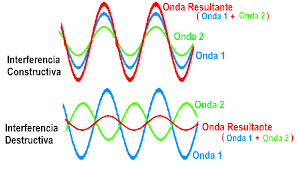 Onda Resultante
( Onda 1 + Onda 2 )
Onda 2
Interferencia
Constructiva
Onda 1
Onda 2
Interferencia
Destructiva
Onda Resultante
( Onda 1 + Onda 2 )
Onda 1